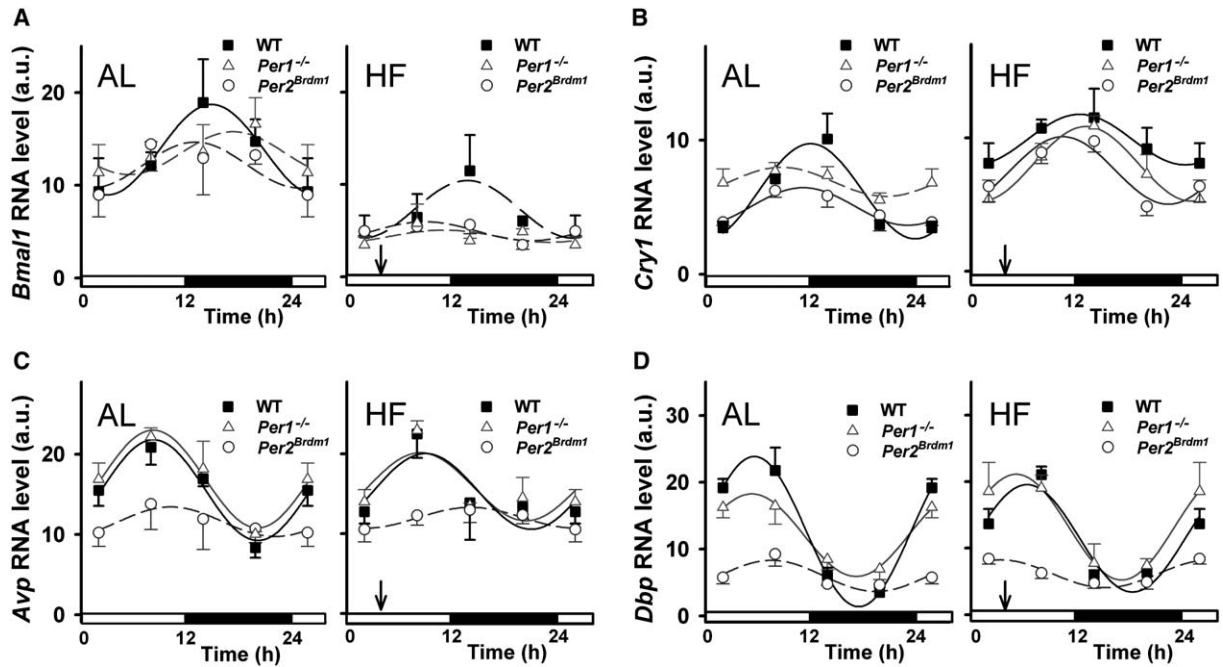 A
AL
HF
WT
Per1-/-
Per2Brdm1
WT
Per1-/-
Per2Brdm1
Bmal1 RNA level (a.u.)
20
10
0
0 12 24
Time (h)
0 12 24
Time (h)
B
AL
HF
WT
Per1-/-
Per2Brdm1
WT
Per1-/-
Per2Brdm1
Cry1 RNA level (a.u.)
10
0
0 12 24
Time (h)
0 12 24
Time (h)
C
AL
HF
WT
Per1-/-
Per2Brdm1
WT
Per1-/-
Per2Brdm1
Avp RNA level (a.u.)
20
10
0
0 12 24
Time (h)
0 12 24
Time (h)
D
AL
HF
WT
Per1-/-
Per2Brdm1
WT
Per1-/-
Per2Brdm1
Dbp RNA level (a.u.)
30
20
10
0
0 12 24
Time (h)
0 12 24
Time (h)